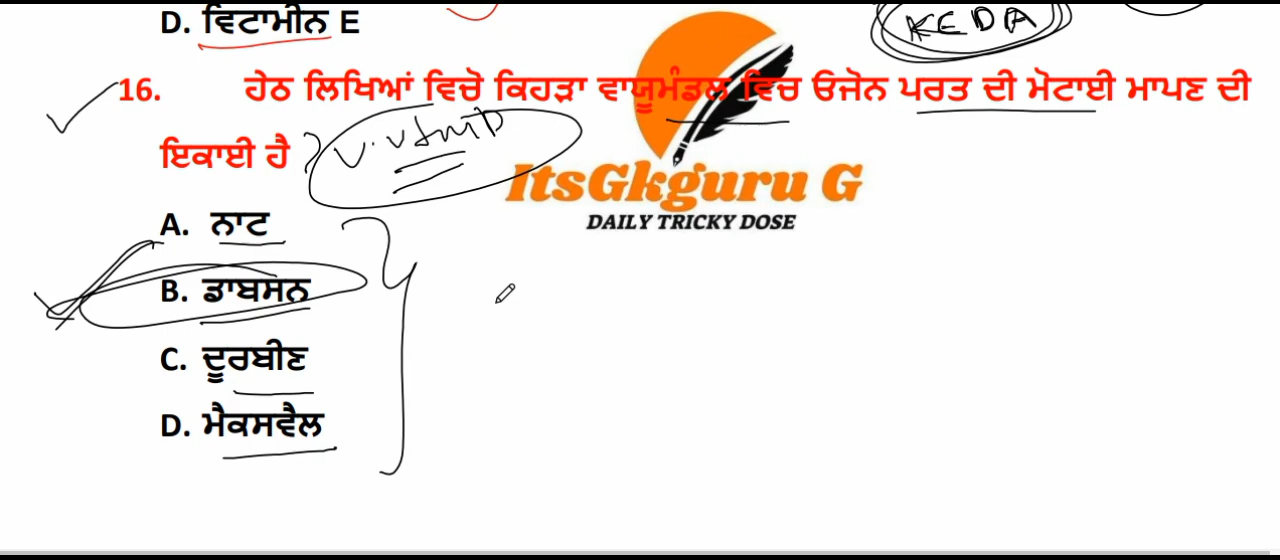 D. ਵਿਟਾਮੀਨ E
KEDA
16. ਹੇਠ ਲਿਖਿਆਂ ਵਿਚੋ ਕਿਹੜਾ ਵਾਯੂਮੰਡਲ ਵਿਚ ਓਜੋਨ ਪਰਤ ਦੀ ਮੋਟਾਈ ਮਾਪਣ ਦੀ
ਇਕਾਈ ਹੈ ?
ItsGkguru G
DAILY TRICKY DOSE
A. ਨਾਟ
B. ਡਾਬਸਨ
C. ਦੂਰਬੀਣ
D. ਮੈਕਸਵੈਲ